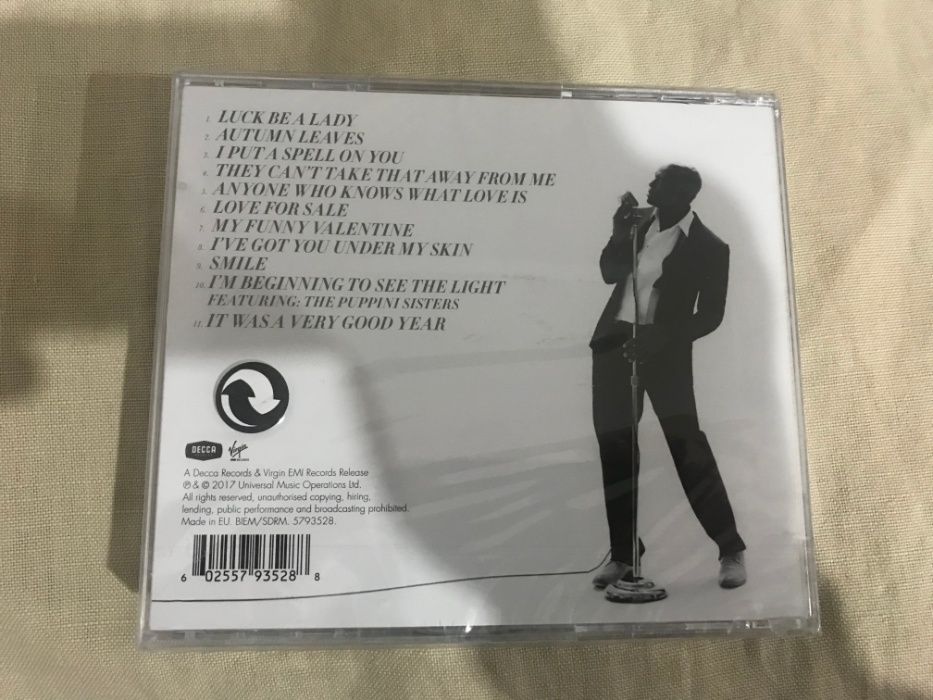 1. LUCK BE A LADY
2. AUTUMN LEAVES
3. I PUT A SPELL ON YOU
4. THEY CAN'T TAKE THAT AWAY FROM ME
5. ANYONE WHO KNOWS WHAT LOVE IS
6. LOVE FOR SALE
7. MY FUNNY VALENTINE
8. I'VE GOT YOU UNDER MY SKIN
9. SMILE
10. I'M BEGINNING TO SEE THE LIGHT
FEATURING: THE PUPPINI SISTERS
11. IT WAS A VERY GOOD YEAR
DECCA Virgin
A Decca Records & Virgin EMI Records Release
℗ & © 2017 Universal Music Operations Ltd.
All rights reserved, unauthorised copying, hiring,
lending, public performance and broadcasting prohibited.
Made in EU. BIEM/SDRM. 5793528.
6 02557 93528 8